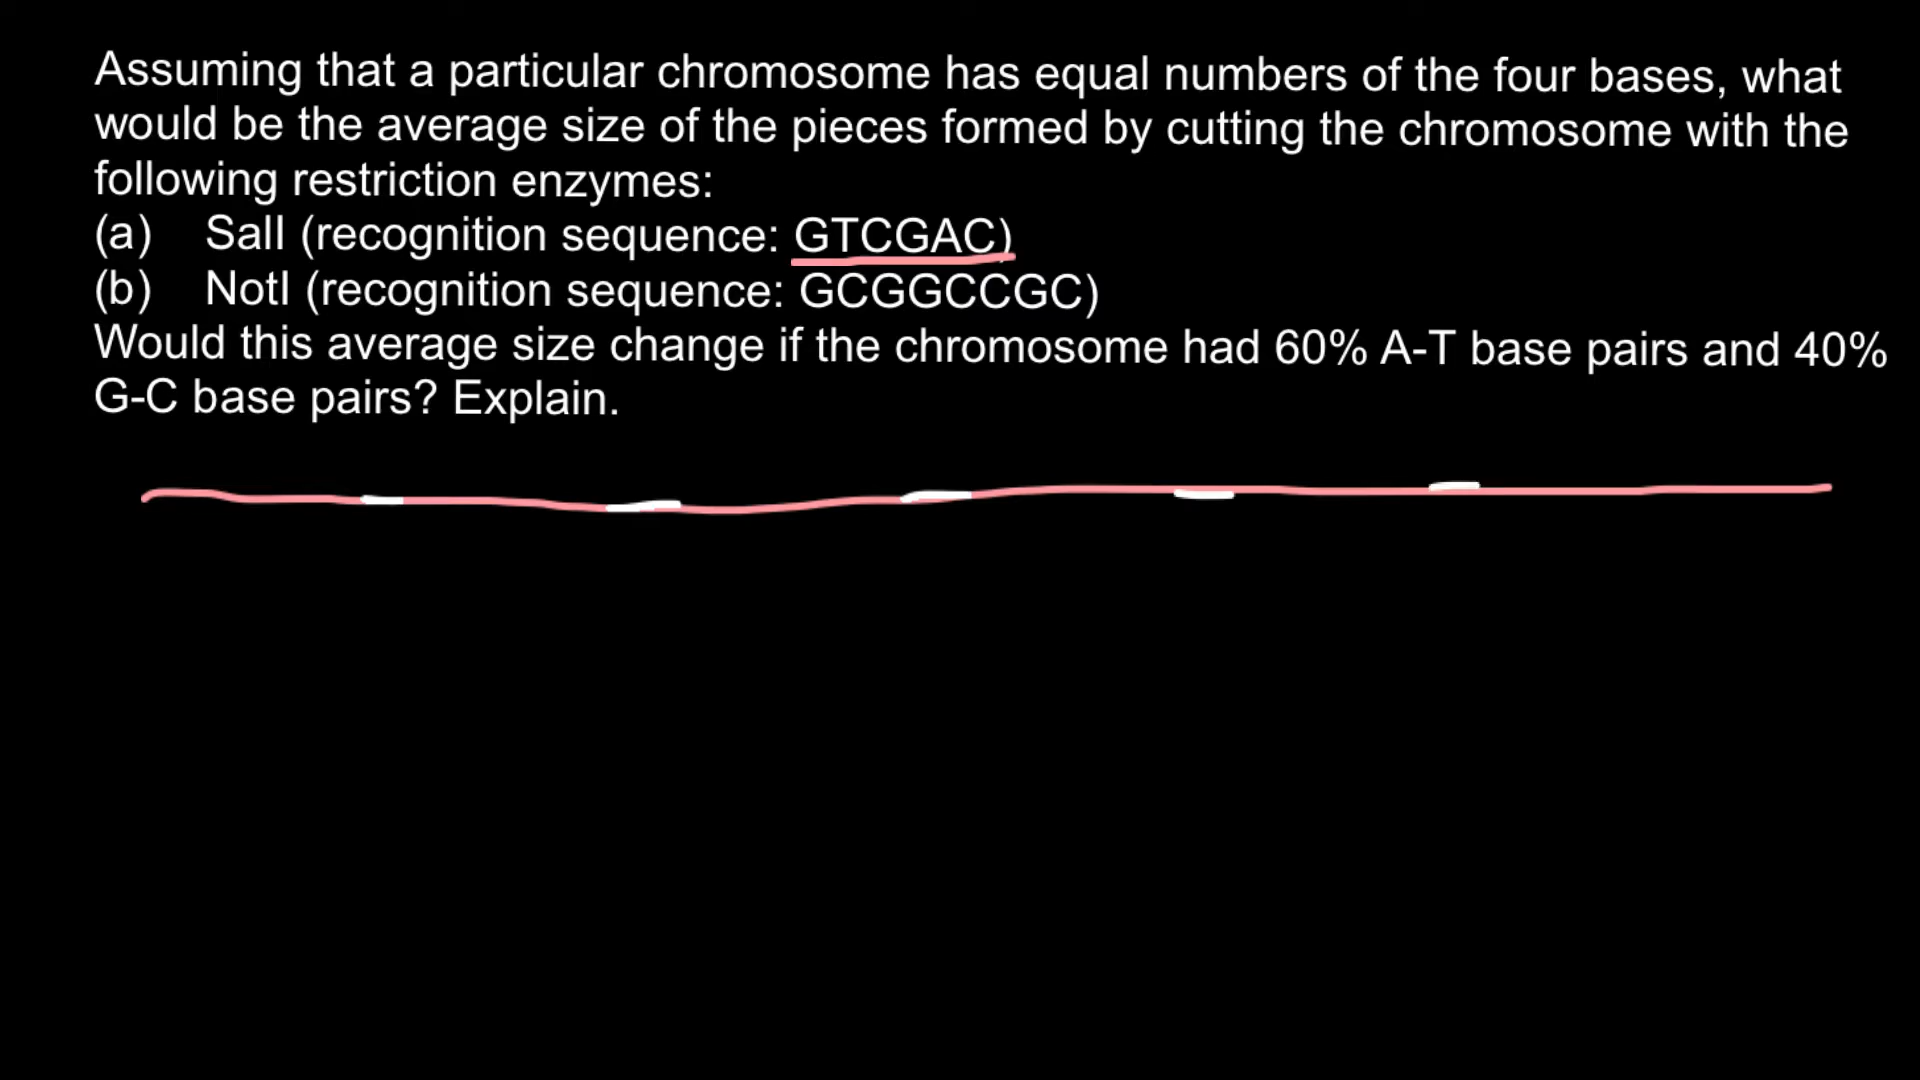 Assuming that a particular chromosome has equal numbers of the four bases, what
would be the average size of the pieces formed by cutting the chromosome with the
following restriction enzymes:
(a) SalI (recognition sequence: GTCGAC)
(b) NotI (recognition sequence: GCGGCCGC)
Would this average size change if the chromosome had 60% A-T base pairs and 40%
G-C base pairs? Explain.